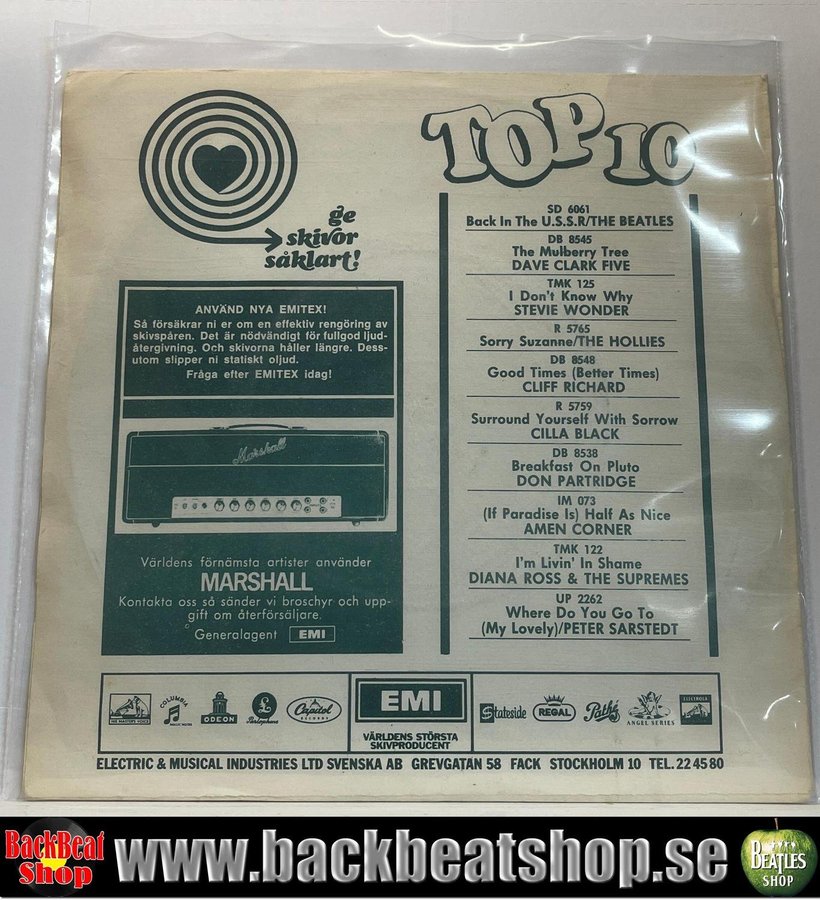 ge
skivor
såklart!
TOP 10
ANVÄND NYA EMITEX!
Så försäkrar ni er om en effektiv rengöring av
skivspåren. Det är nödvändigt för fullgod ljud-
återgivning. Och skivorna håller längre. Dess-
utom slipper ni statiskt oljud.
Fråga efter EMITEX idag!
Marshall
Världens förnämsta artister använder
MARSHALL
Kontakta oss så sänder vi broschyr och upp-
gift om återförsäljare.
Generalagent EMI
SD 6061
Back In The U.S.S.R/THE BEATLES
DB 8545
The Mulberry Tree
DAVE CLARK FIVE
TMK 125
I Don't Know Why
STEVIE WONDER
R 5765
Sorry Suzanne/THE HOLLIES
DB 8548
Good Times (Better Times)
CLIFF RICHARD
R 5759
Surround Yourself With Sorrow
CILLA BLACK
DB 8538
Breakfast On Pluto
DON PARTRIDGE
IM 073
(If Paradise Is) Half As Nice
AMEN CORNER
TMK 122
I'm Livin' In Shame
DIANA ROSS & THE SUPREMES
UP 2262
Where Do You Go To
(My Lovely)/PETER SARSTEDT
HIS MASTER'S VOICE
COLUMBIA
MAGIC NOTES
ODEON
Parlophone
Capitol
RECORDS
EMI
VÄRLDENS STÖRSTA
SKIVPRODUCENT
Stateside
REGAL
Pathé
ANGEL SERIES
ELECTROLA
ELECTRIC & MUSICAL INDUSTRIES LTD SVENSKA AB GREVGATAN 58 FACK STOCKHOLM 10 TEL. 22 45 80
BackBeat
Shop
www.backbeatshop.se
BEATLES
SHOP